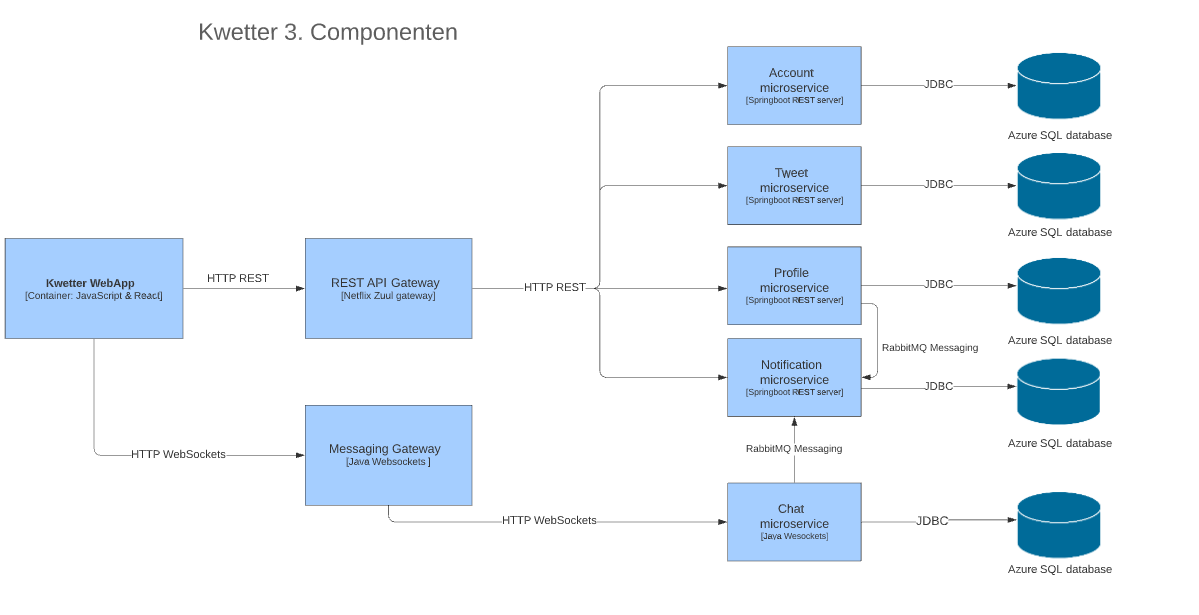 Kwetter 3. Componenten
Account
microservice
[Springboot REST server]
JDBC
Azure SQL database
Tweet
microservice
[Springboot REST server]
JDBC
Azure SQL database
Kwetter WebApp
[Container: JavaScript & React]
HTTP REST
REST API Gateway
[Netflix Zuul gateway]
HTTP REST
Profile
microservice
[Springboot REST server]
JDBC
Azure SQL database
RabbitMQ Messaging
Notification
microservice
[Springboot REST server]
JDBC
Azure SQL database
HTTP WebSockets
Messaging Gateway
[Java Websockets ]
RabbitMQ Messaging
HTTP WebSockets
Chat
microservice
[Java Wesockets]
JDBC
Azure SQL database